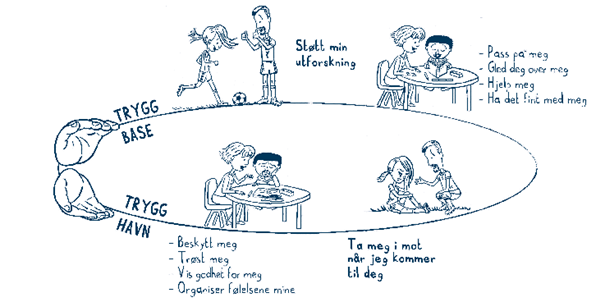 Støtt min
utforskning
- Pass på meg
- Gled deg over meg
- Hjelp meg
- Ha det fint med meg
TRYGG
BASE
TRYGG
HAVN
- Beskytt meg
- Trøst meg
Vis godhet for meg
- Organiser følelsene mine
Ta meg i mot
når jeg kommer
til deg